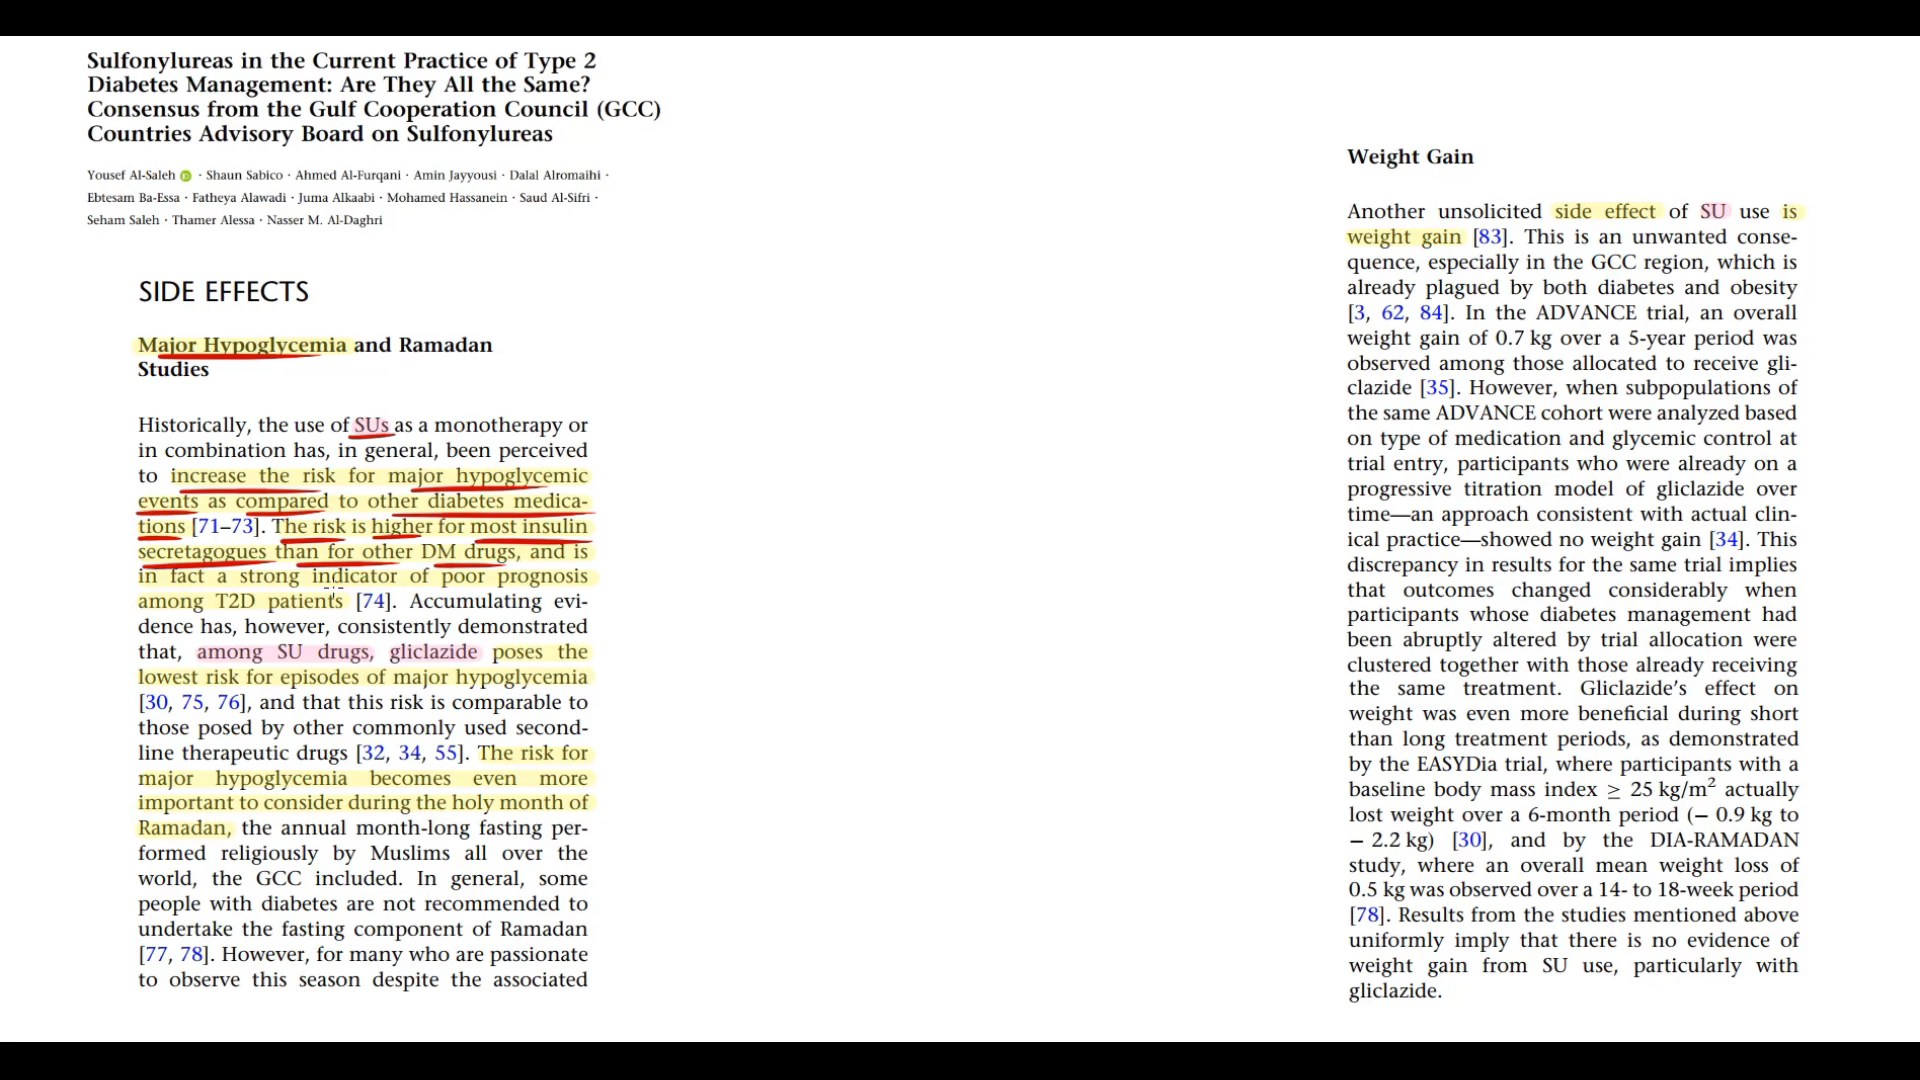 Sulfonylureas in the Current Practice of Type 2
Diabetes Management: Are They All the Same?
Consensus from the Gulf Cooperation Council (GCC)
Countries Advisory Board on Sulfonylureas
Yousef Al-Saleh · Shaun Sabico · Ahmed Al-Furqani · Amin Jayyousi · Dalal Alromaihi ·
Ebtesam Ba-Essa · Fatheya Alawadi · Juma Alkaabi · Mohamed Hassanein · Saud Al-Sifri ·
Seham Saleh · Thamer Alessa · Nasser M. Al-Daghri
SIDE EFFECTS
Major Hypoglycemia and Ramadan
Studies
Historically, the use of SUs as a monotherapy or
in combination has, in general, been perceived
to increase the risk for major hypoglycemic
events as compared to other diabetes medica-
tions [71–73]. The risk is higher for most insulin
secretagogues than for other DM drugs, and is
in fact a strong indicator of poor prognosis
among T2D patients [74]. Accumulating evi-
dence has, however, consistently demonstrated
that, among SU drugs, gliclazide poses the
lowest risk for episodes of major hypoglycemia
[30, 75, 76], and that this risk is comparable to
those posed by other commonly used second-
line therapeutic drugs [32, 34, 55]. The risk for
major hypoglycemia becomes even more
important to consider during the holy month of
Ramadan, the annual month-long fasting per-
formed religiously by Muslims all over the
world, the GCC included. In general, some
people with diabetes are not recommended to
undertake the fasting component of Ramadan
[77, 78]. However, for many who are passionate
to observe this season despite the associated
Weight Gain
Another unsolicited side effect of SU use is
weight gain [83]. This is an unwanted conse-
quence, especially in the GCC region, which is
already plagued by both diabetes and obesity
[3, 62, 84]. In the ADVANCE trial, an overall
weight gain of 0.7 kg over a 5-year period was
observed among those allocated to receive gli-
clazide [35]. However, when subpopulations of
the same ADVANCE cohort were analyzed based
on type of medication and glycemic control at
trial entry, participants who were already on a
progressive titration model of gliclazide over
time—an approach consistent with actual clin-
ical practice—showed no weight gain [34]. This
discrepancy in results for the same trial implies
that outcomes changed considerably when
participants whose diabetes management had
been abruptly altered by trial allocation were
clustered together with those already receiving
the same treatment. Gliclazide's effect on
weight was even more beneficial during short
than long treatment periods, as demonstrated
by the EASYDia trial, where participants with a
baseline body mass index ≥ 25 kg/m² actually
lost weight over a 6-month period (− 0.9 kg to
− 2.2 kg) [30], and by the DIA-RAMADAN
study, where an overall mean weight loss of
0.5 kg was observed over a 14- to 18-week period
[78]. Results from the studies mentioned above
uniformly imply that there is no evidence of
weight gain from SU use, particularly with
gliclazide.